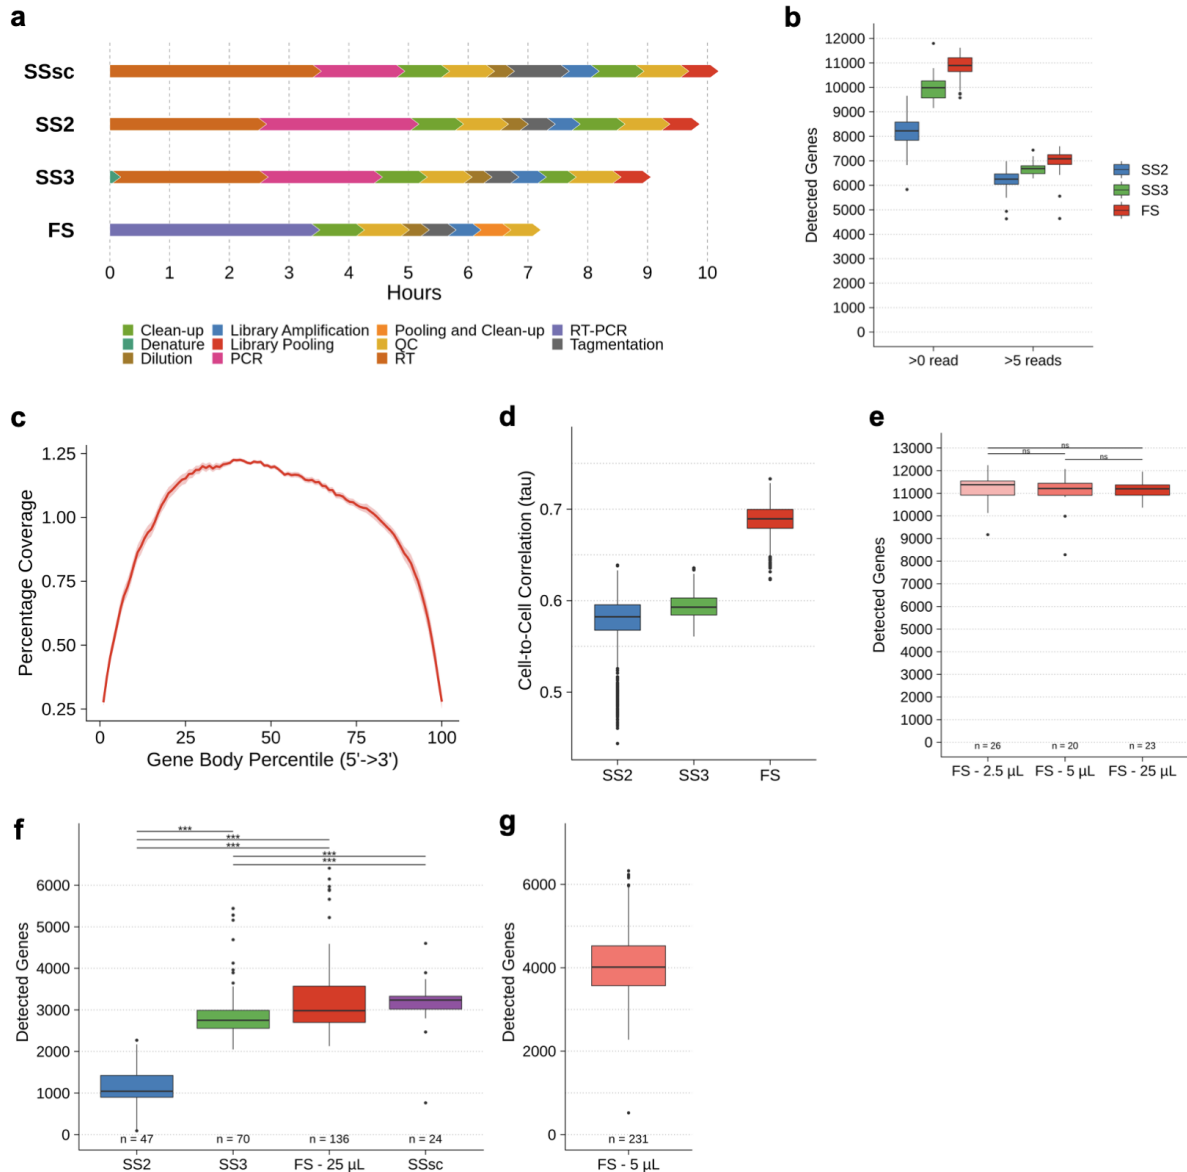 a
SSsc
SS2
SS3
FS
0 1 2 3 4 5 6 7 8 9 10
Hours
Clean-up Library Amplification Pooling and Clean-up RT-PCR
Denature Library Pooling QC Tagmentation
Dilution PCR RT
b
Detected Genes
12000
11000
10000
9000
8000
7000
6000
5000
4000
3000
2000
1000
0
>0 read >5 reads
SS2
SS3
FS
c
Percentage Coverage
1.25
1.00
0.75
0.50
0.25
0 25 50 75 100
Gene Body Percentile (5'->3')
d
Cell-to-Cell Correlation (tau)
0.7
0.6
0.5
SS2 SS3 FS
e
Detected Genes
13000
12000
11000
10000
9000
8000
7000
6000
5000
4000
3000
2000
1000
0
ns
ns
ns
n = 26 n = 20 n = 23
FS - 2.5 µL FS - 5 µL FS - 25 µL
f
Detected Genes
6000
5000
4000
3000
2000
1000
0
***
***
***
***
***
n = 47 n = 70 n = 136 n = 24
SS2 SS3 FS - 25 µL SSsc
g
Detected Genes
6000
4000
2000
0
n = 231
FS - 5 µL